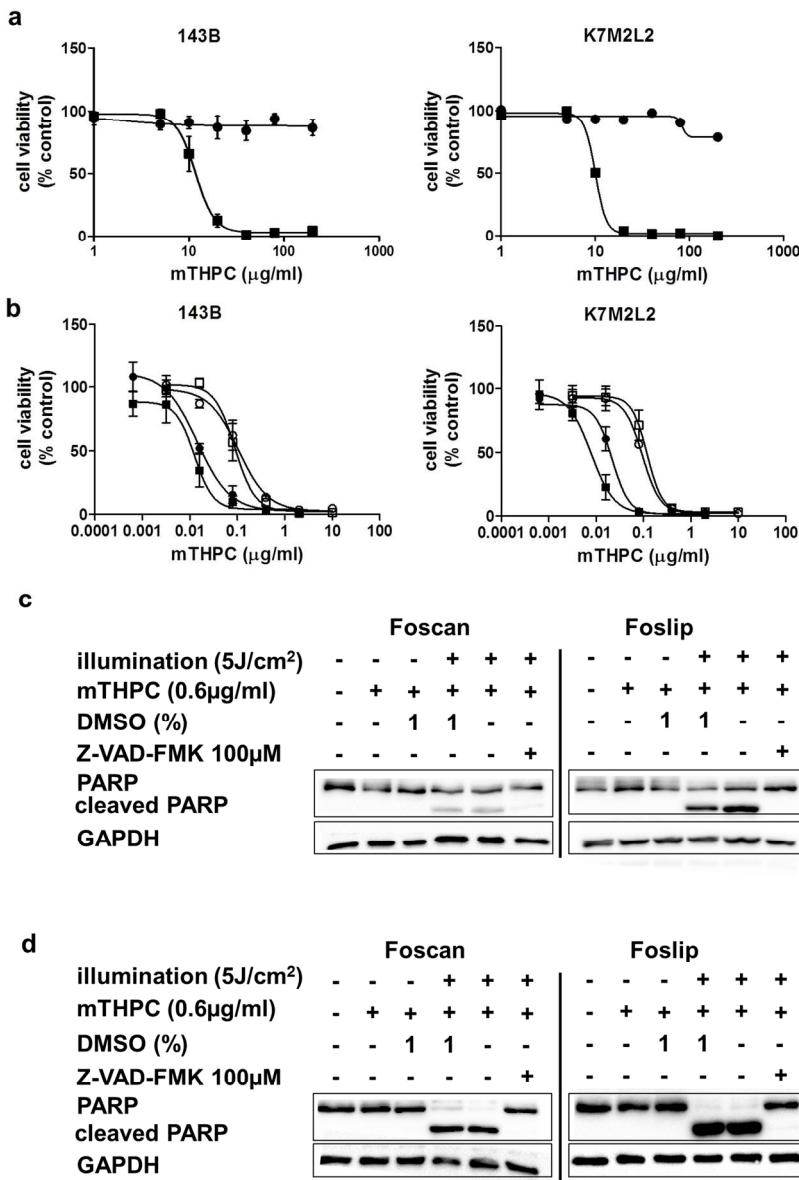 a
143B
K7M2L2
cell viability
(% control)
150
100
50
0
1 10 100 1000
mTHPC (μg/ml)
cell viability
(% control)
150
100
50
0
1 10 100 1000
mTHPC (μg/ml)
b
143B
K7M2L2
cell viability
(% control)
150
100
50
0
0.0001 0.001 0.01 0.1 1 10 100
mTHPC (μg/ml)
cell viability
(% control)
150
100
50
0
0.0001 0.001 0.01 0.1 1 10 100
mTHPC (μg/ml)
c
Foscan Foslip
illumination (5J/cm²) - - - + + + - - - + + +
mTHPC (0.6μg/ml) - + + + + + - + + + + +
DMSO (%) - - 1 1 - - - - 1 1 - -
Z-VAD-FMK 100μM - - - - - + - - - - - +
PARP
cleaved PARP
GAPDH
d
Foscan Foslip
illumination (5J/cm²) - - - + + + - - - + + +
mTHPC (0.6μg/ml) - + + + + + - + + + + +
DMSO (%) - - 1 1 - - - - 1 1 - -
Z-VAD-FMK 100μM - - - - - + - - - - - +
PARP
cleaved PARP
GAPDH